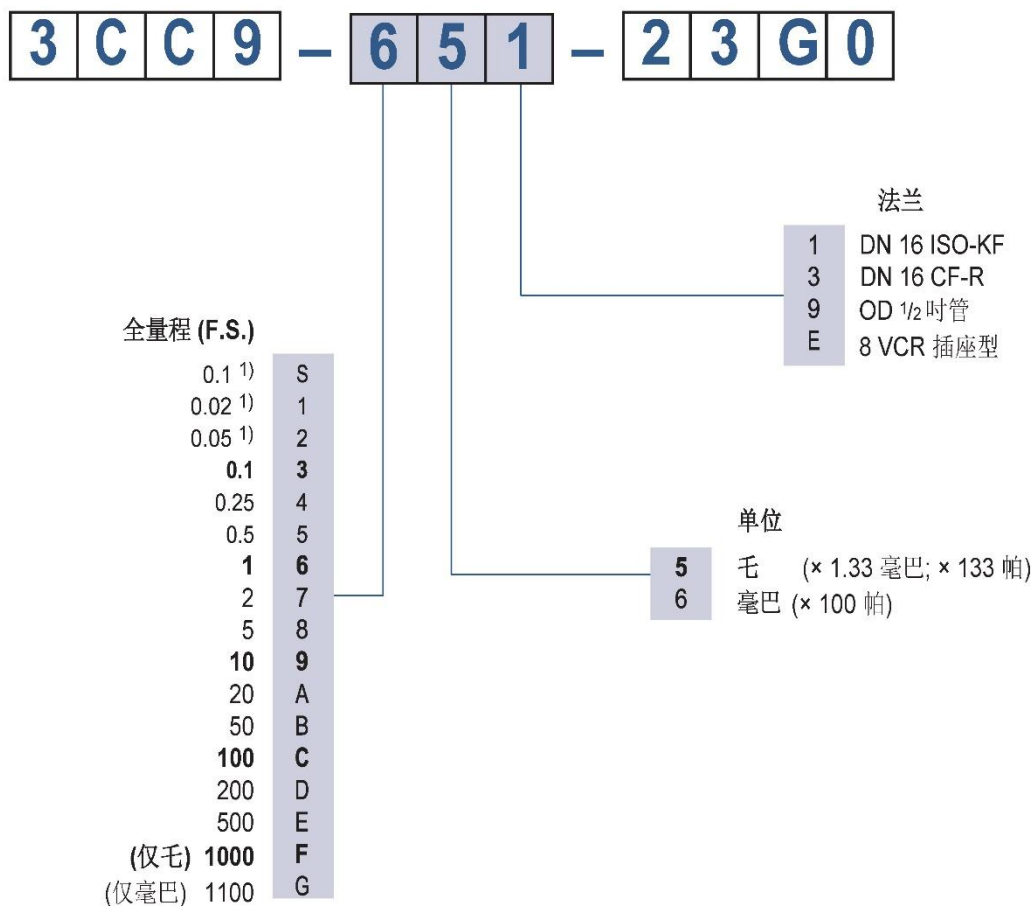 3 C C 9 – 6 5 1 – 2 3 G 0
法兰
1 DN 16 ISO-KF
3 DN 16 CF-R
9 OD 1/2 吋管
E 8 VCR 插座型
全量程 (F.S.)
0.1 1) S
0.02 1) 1
0.05 1) 2
0.1 3
0.25 4
0.5 5
1 6
2 7
5 8
10 9
20 A
50 B
100 C
200 D
500 E
(仅乇) 1000 F
(仅毫巴) 1100 G
单位
5 乇 (× 1.33 毫巴; × 133 帕)
6 毫巴 (× 100 帕)